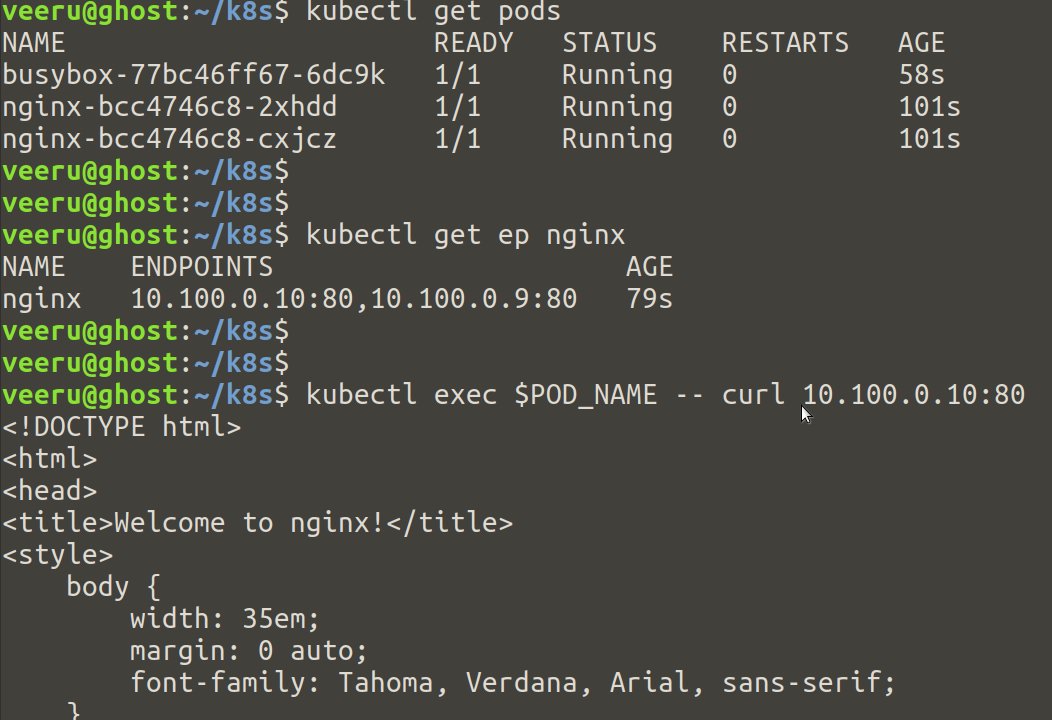 veeru@ghost:~/k8s$ kubectl get pods
NAME                       READY   STATUS    RESTARTS   AGE
busybox-77bc46ff67-6dc9k   1/1     Running   0          58s
nginx-bcc4746c8-2xhdd      1/1     Running   0          101s
nginx-bcc4746c8-cxjcz      1/1     Running   0          101s
veeru@ghost:~/k8s$
veeru@ghost:~/k8s$
veeru@ghost:~/k8s$ kubectl get ep nginx
NAME    ENDPOINTS                      AGE
nginx   10.100.0.10:80,10.100.0.9:80   79s
veeru@ghost:~/k8s$
veeru@ghost:~/k8s$
veeru@ghost:~/k8s$ kubectl exec $POD_NAME -- curl 10.100.0.10:80
<!DOCTYPE html>
<html>
<head>
<title>Welcome to nginx!</title>
<style>
    body {
        width: 35em;
        margin: 0 auto;
        font-family: Tahoma, Verdana, Arial, sans-serif;
    }